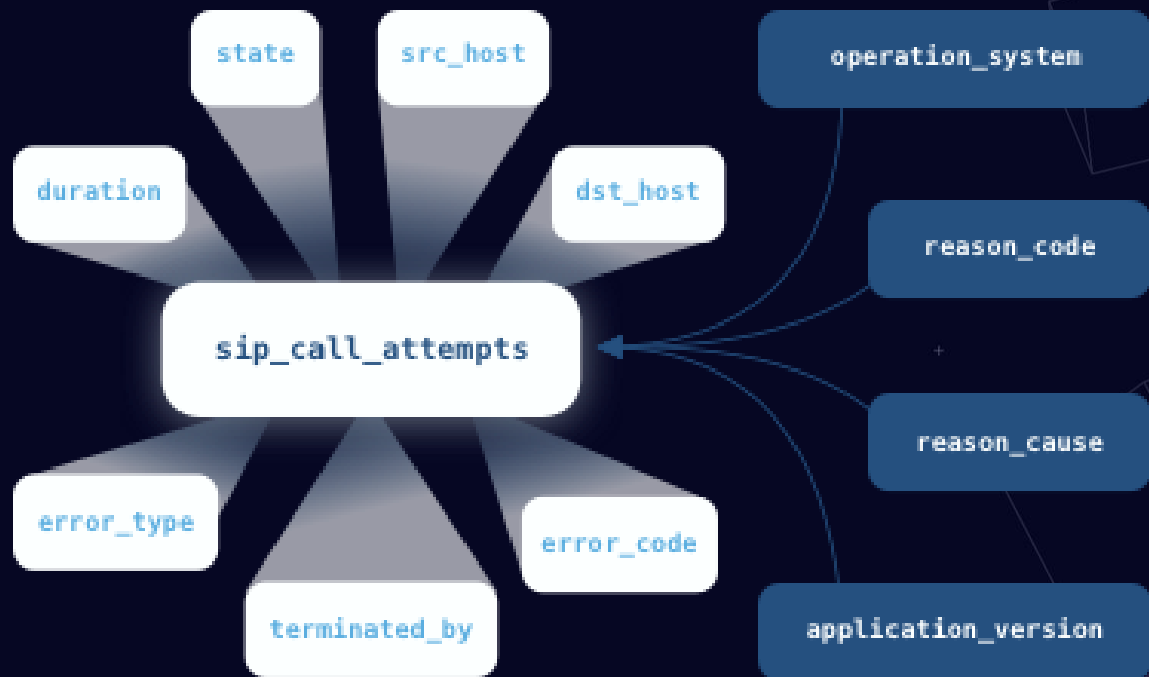 state
src_host
operation_system
duration
dst_host
reason_code
sip_call_attempts
reason_cause
error_type
error_code
terminated_by
application_version